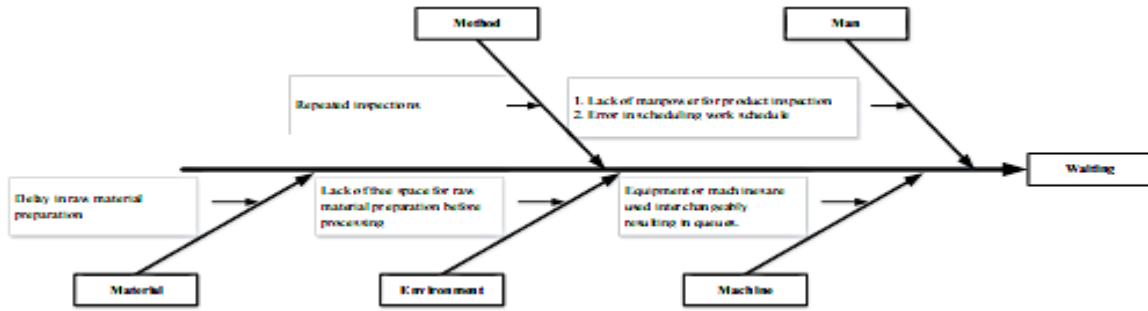 Method
Man
Repeated inspections
1. Lack of manpower for product inspection
2. Error in scheduling work schedule
Waiting
Delay in raw material
preparation
Lack of free space for raw
material preparation before
processing
Equipment or machines are
used interchangeably
resulting in queues.
Material
Environment
Machine